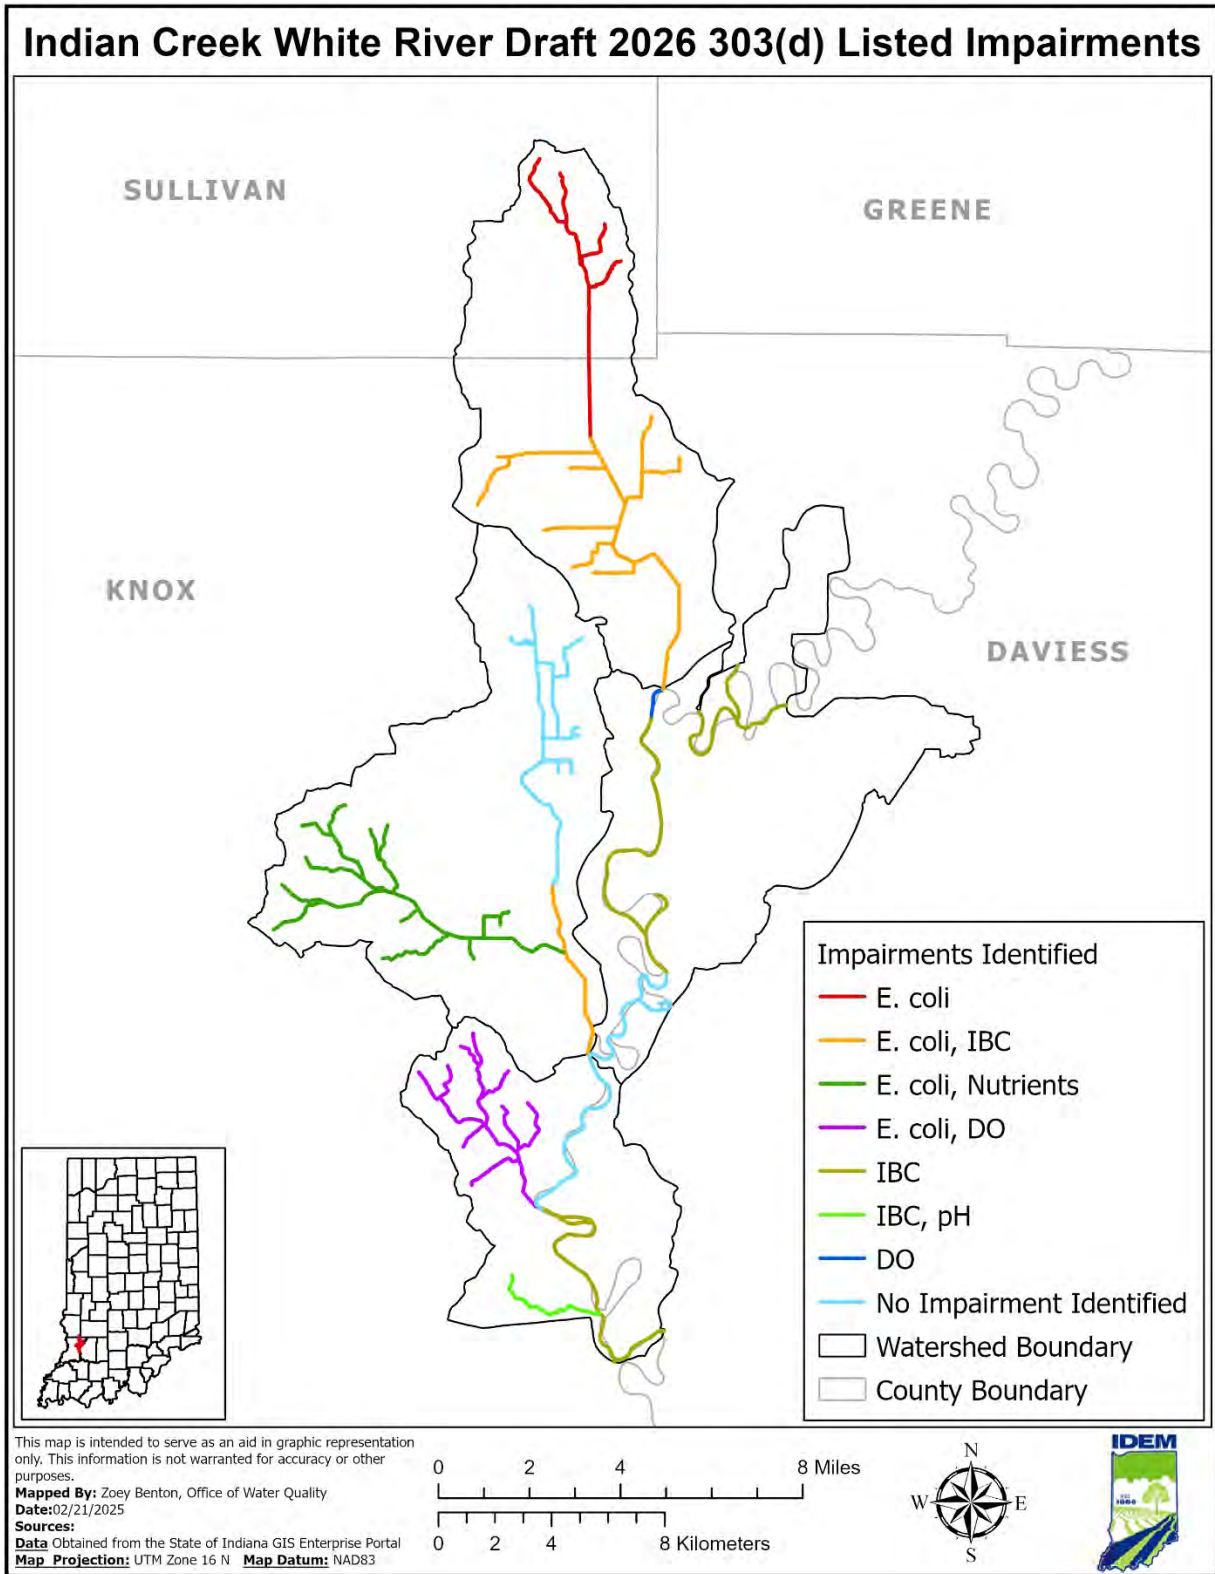 Indian Creek White River Draft 2026 303(d) Listed Impairments
SULLIVAN
GREENE
KNOX
DAVIESS
Impairments Identified
E. coli
E. coli, IBC
E. coli, Nutrients
E. coli, DO
IBC
IBC, pH
DO
No Impairment Identified
Watershed Boundary
County Boundary
This map is intended to serve as an aid in graphic representation
only. This information is not warranted for accuracy or other
purposes.
Mapped By: Zoey Benton, Office of Water Quality
Date:02/21/2025
Sources:
Data Obtained from the State of Indiana GIS Enterprise Portal
Map Projection: UTM Zone 16 N Map Datum: NAD83
0 2 4 8 Miles
0 2 4 8 Kilometers
N
W E
S
IDEM